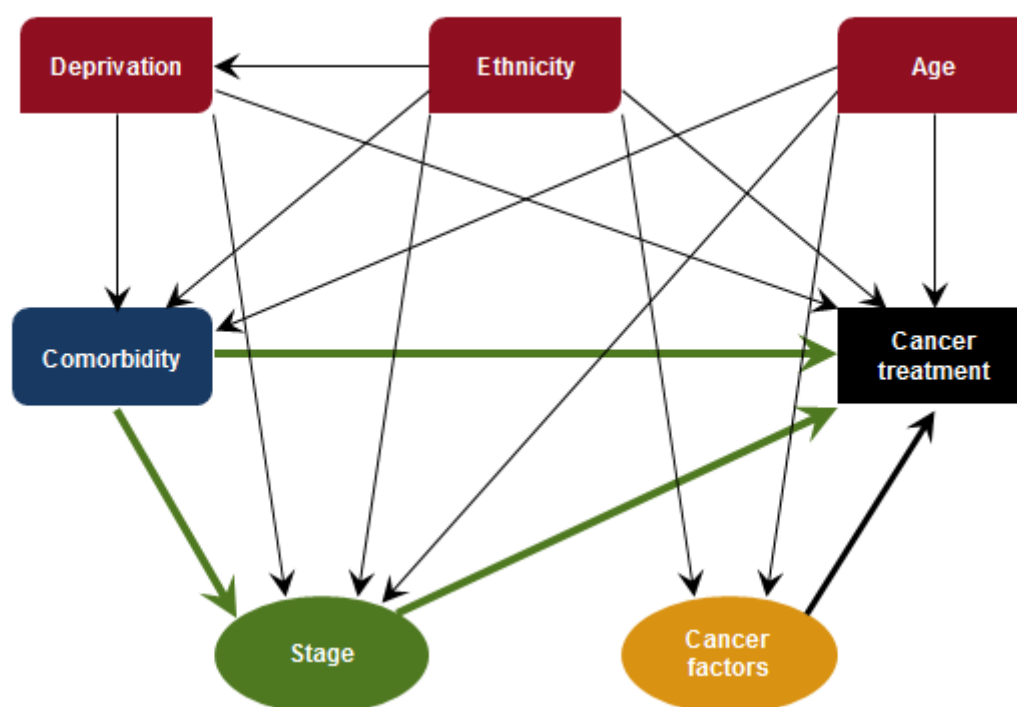 Deprivation
Ethnicity
Age
Comorbidity
Cancer
treatment
Stage
Cancer
factors